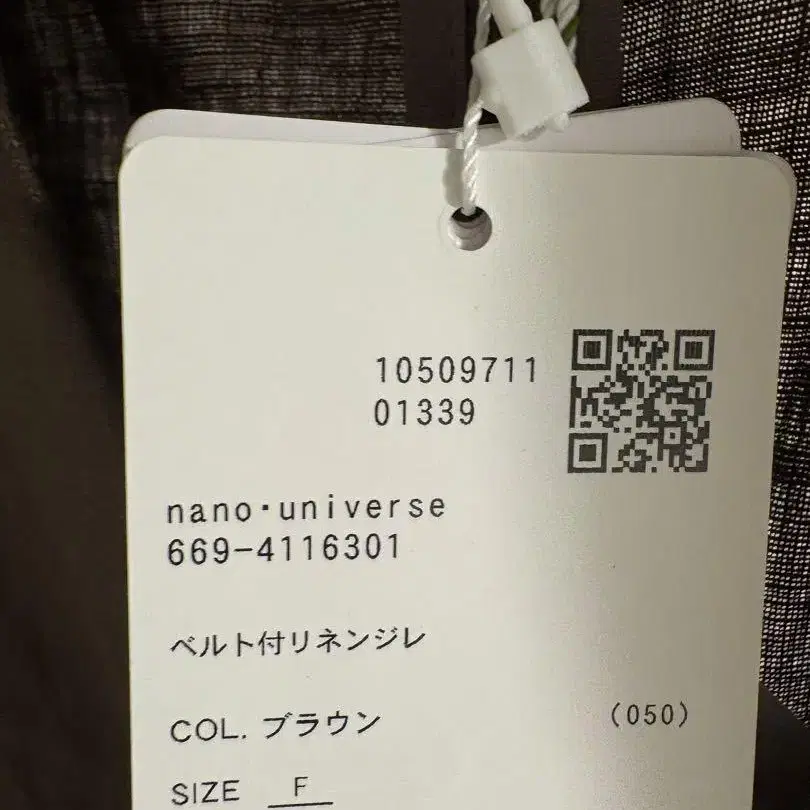 10509711
01339
nano・universe
669-4116301
ベルト付リネンジレ
COL. ブラウン (050)
SIZE F